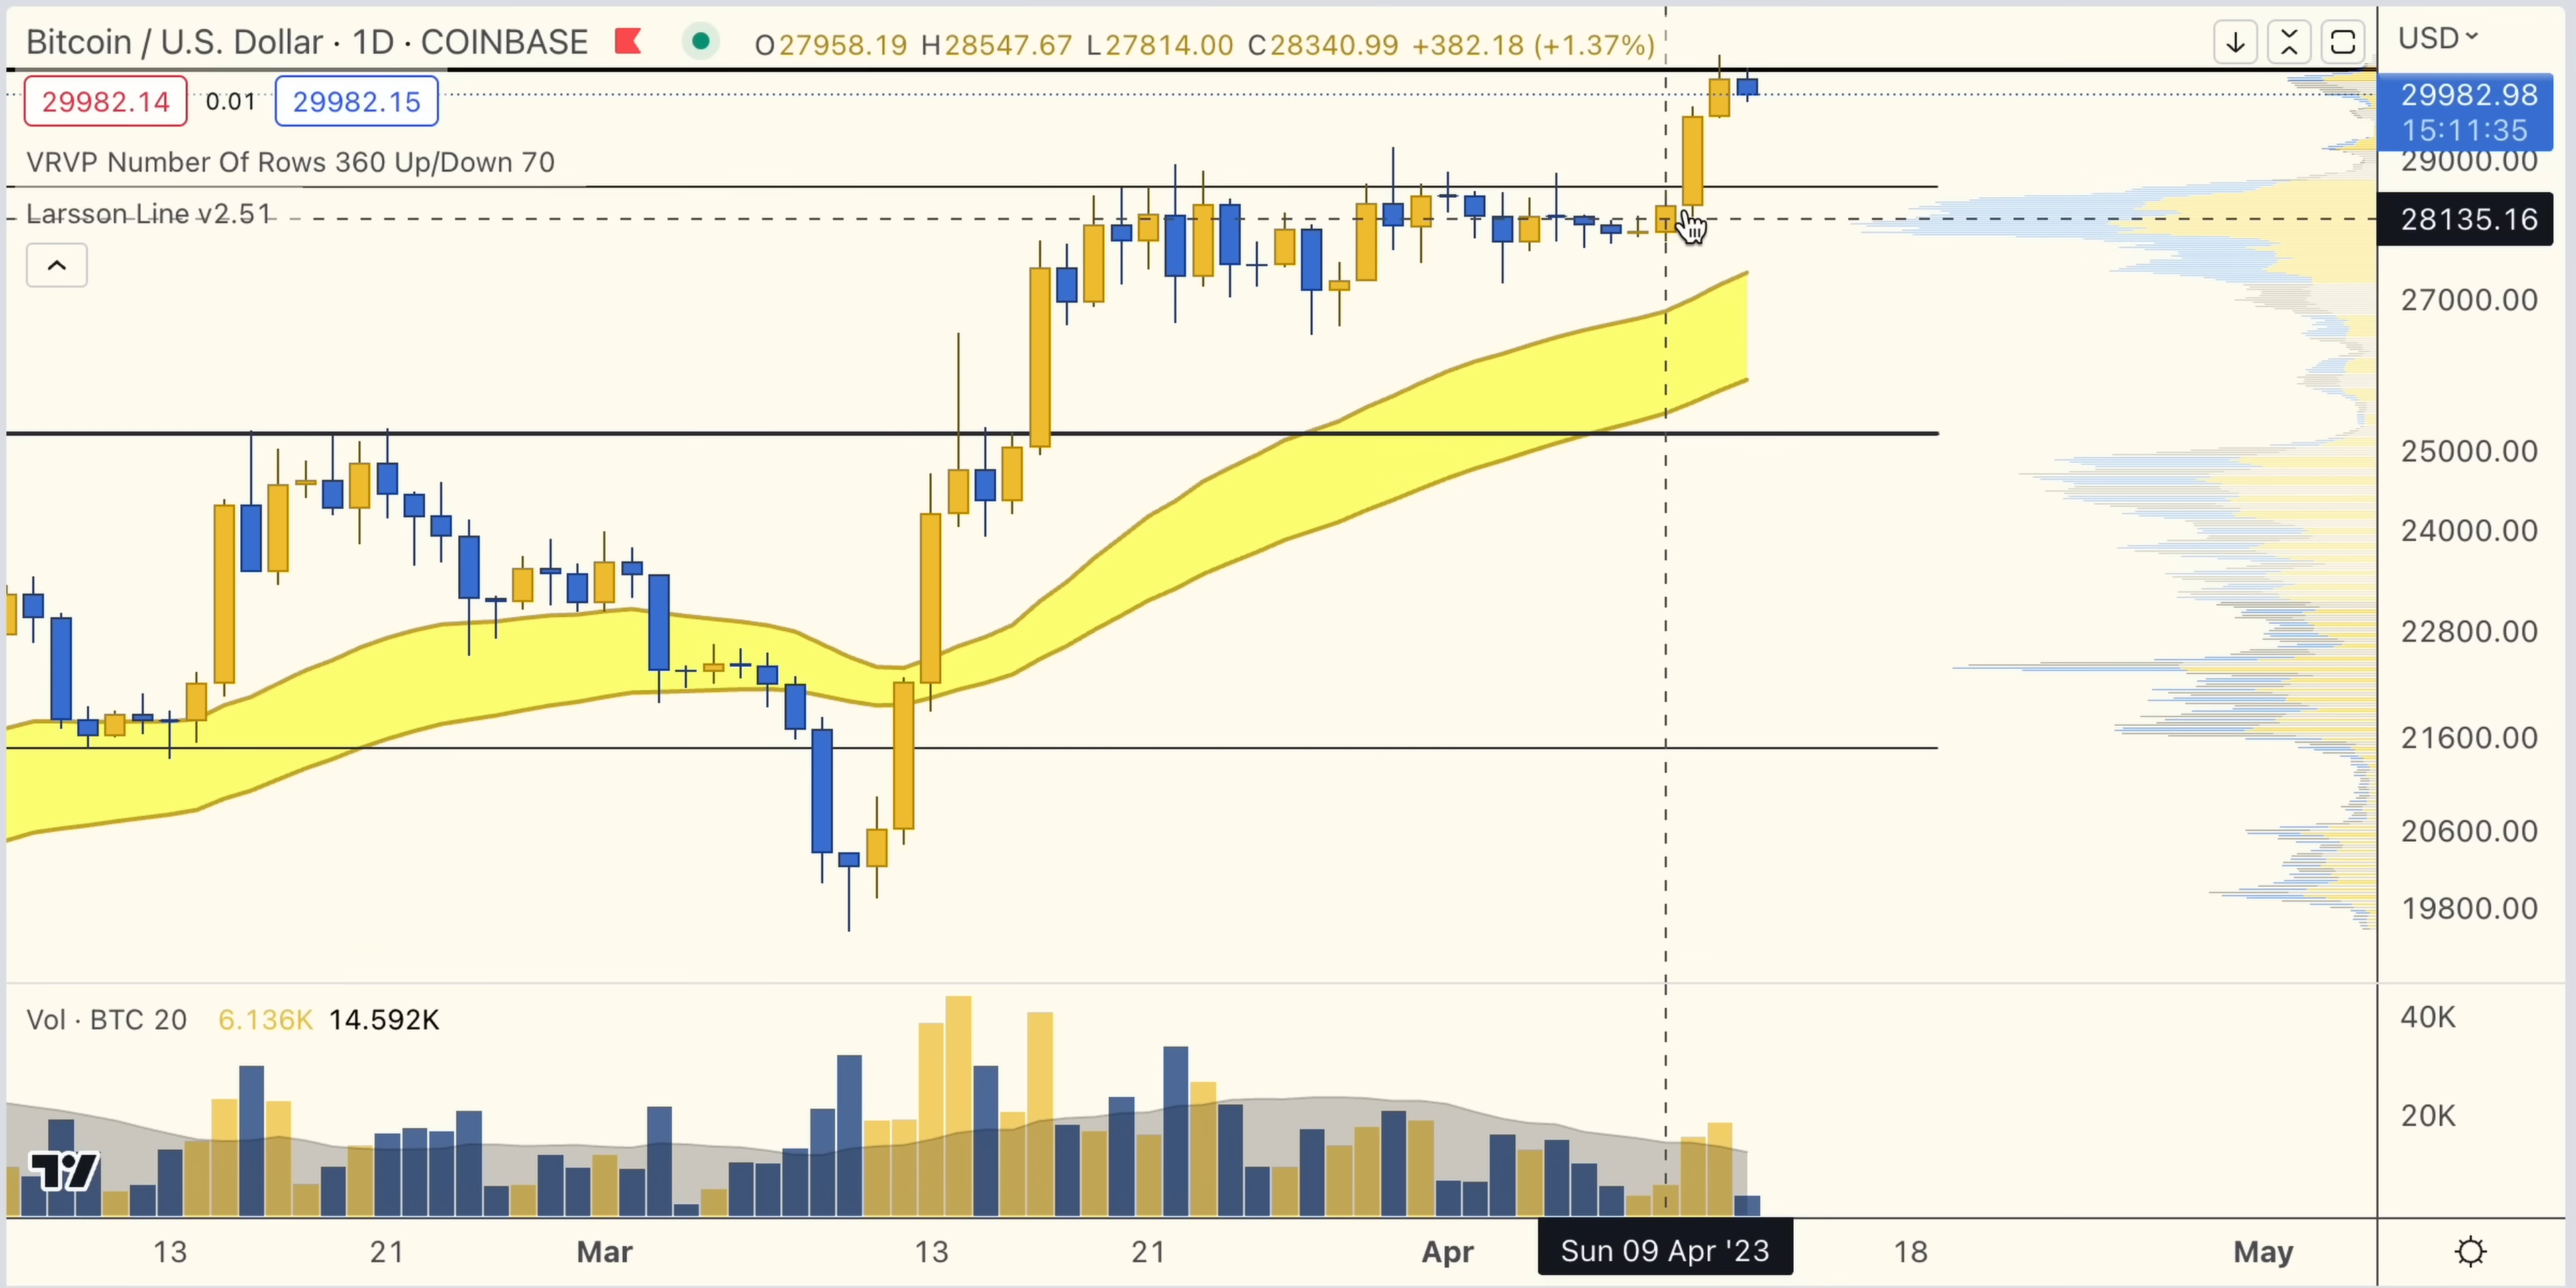 Bitcoin / U.S. Dollar · 1D · COINBASE O27958.19 H28547.67 L27814.00 C28340.99 +382.18 (+1.37%)
USD
29982.14 0.01 29982.15
29982.98
15:11:35
VRVP Number Of Rows 360 Up/Down 70
29000.00
Larsson Line v2.51
28135.16
27000.00
25000.00
24000.00
22800.00
21600.00
20600.00
19800.00
Vol · BTC 20 6.136K 14.592K
40K
20K
13 21 Mar 13 21 Apr Sun 09 Apr '23 18 May